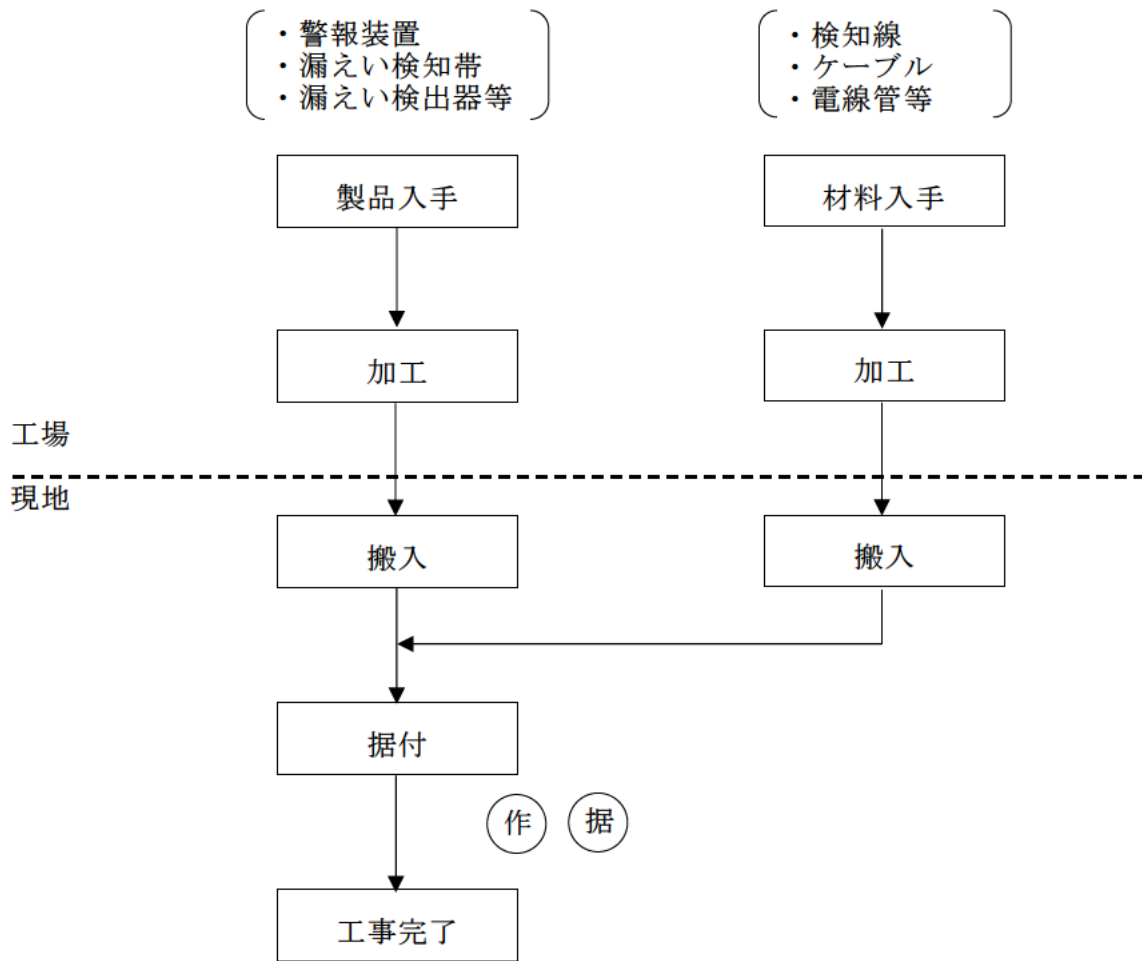 ・警報装置
・漏えい検知帯
・漏えい検出器等
・検知線
・ケーブル
・電線管等
製品入手
材料入手
加工
加工
工場
現地
搬入
搬入
据付
作
据
工事完了